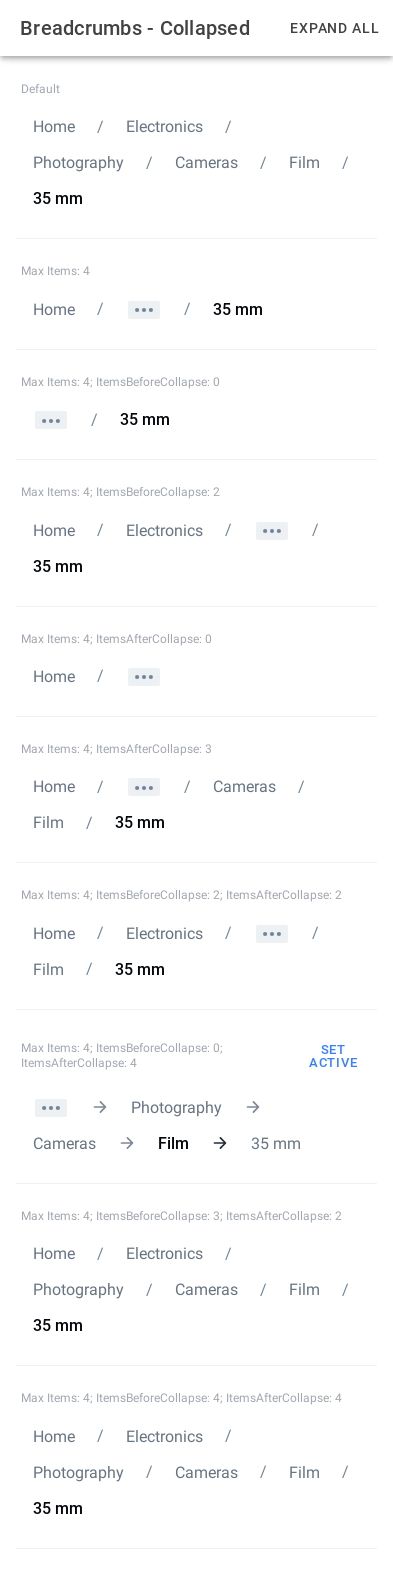 Breadcrumbs - Collapsed EXPAND ALL
Default
Home / Electronics /
Photography / Cameras / Film /
35 mm
Max Items: 4
Home / ••• / 35 mm
Max Items: 4; ItemsBeforeCollapse: 0
••• / 35 mm
Max Items: 4; ItemsBeforeCollapse: 2
Home / Electronics / ••• /
35 mm
Max Items: 4; ItemsAfterCollapse: 0
Home / •••
Max Items: 4; ItemsAfterCollapse: 3
Home / ••• / Cameras /
Film / 35 mm
Max Items: 4; ItemsBeforeCollapse: 2; ItemsAfterCollapse: 2
Home / Electronics / ••• /
Film / 35 mm
Max Items: 4; ItemsBeforeCollapse: 0;
ItemsAfterCollapse: 4
SET
ACTIVE
••• → Photography →
Cameras → Film → 35 mm
Max Items: 4; ItemsBeforeCollapse: 3; ItemsAfterCollapse: 2
Home / Electronics /
Photography / Cameras / Film /
35 mm
Max Items: 4; ItemsBeforeCollapse: 4; ItemsAfterCollapse: 4
Home / Electronics /
Photography / Cameras / Film /
35 mm